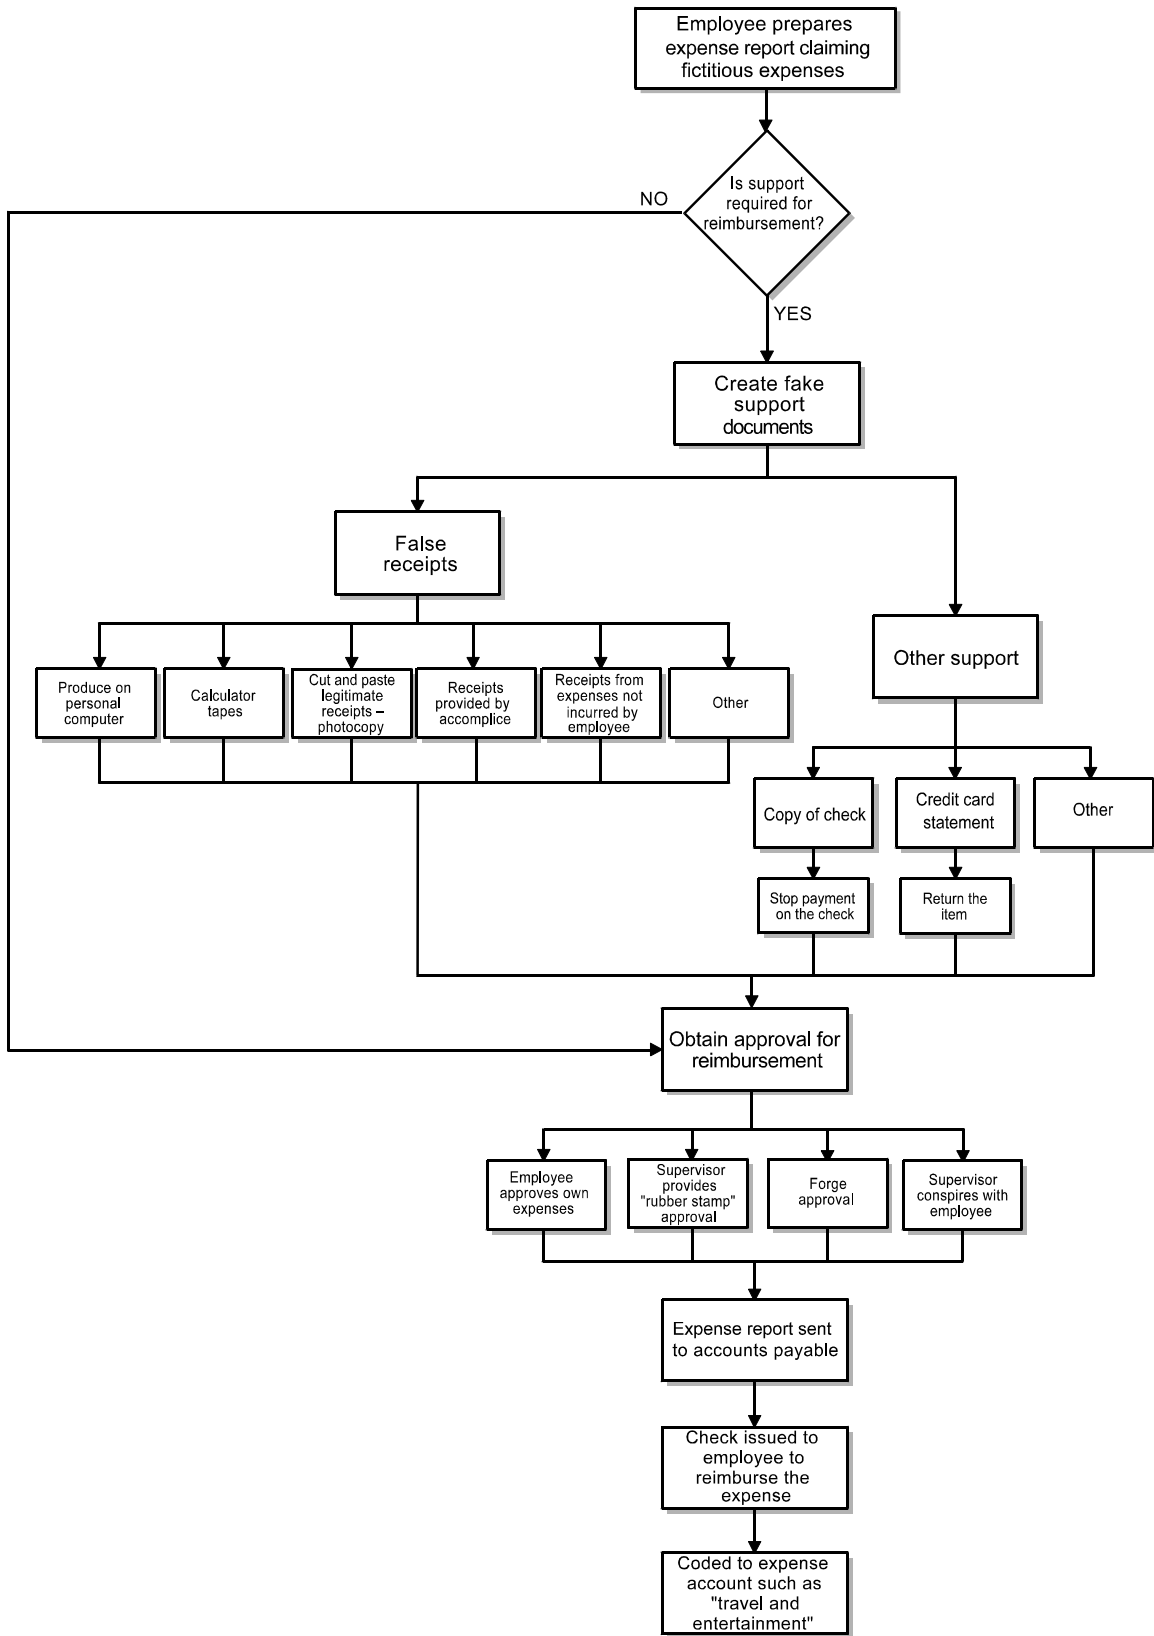 Employee prepares
expense report claiming
fictitious expenses
Is support
required for
reimbursement?
NO
YES
Create fake
support
documents
False
receipts
Other support
Produce on
personal
computer
Calculator
tapes
Cut and paste
legitimate
receipts –
photocopy
Receipts
provided by
accomplice
Receipts from
expenses not
incurred by
employee
Other
Copy of check
Credit card
statement
Other
Stop payment
on the check
Return the
item
Obtain approval for
reimbursement
Employee
approves own
expenses
Supervisor
provides
"rubber stamp"
approval
Forge
approval
Supervisor
conspires with
employee
Expense report sent
to accounts payable
Check issued to
employee to
reimburse the
expense
Coded to expense
account such as
"travel and
entertainment"